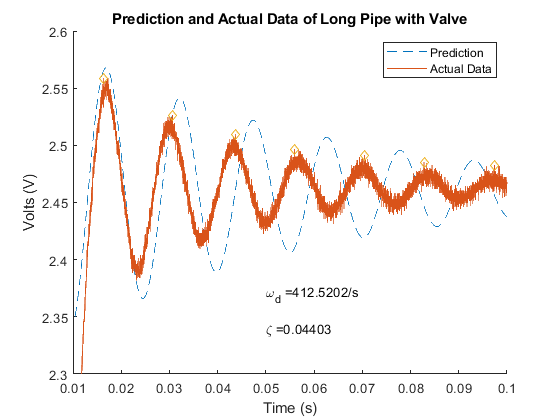 Prediction and Actual Data of Long Pipe with Valve
2.6
2.55
2.5
2.45
2.4
2.35
2.3
Volts (V)
Prediction
Actual Data
ω_d =412.5202/s
ζ =0.04403
0.01
0.02
0.03
0.04
0.05
0.06
0.07
0.08
0.09
0.1
Time (s)